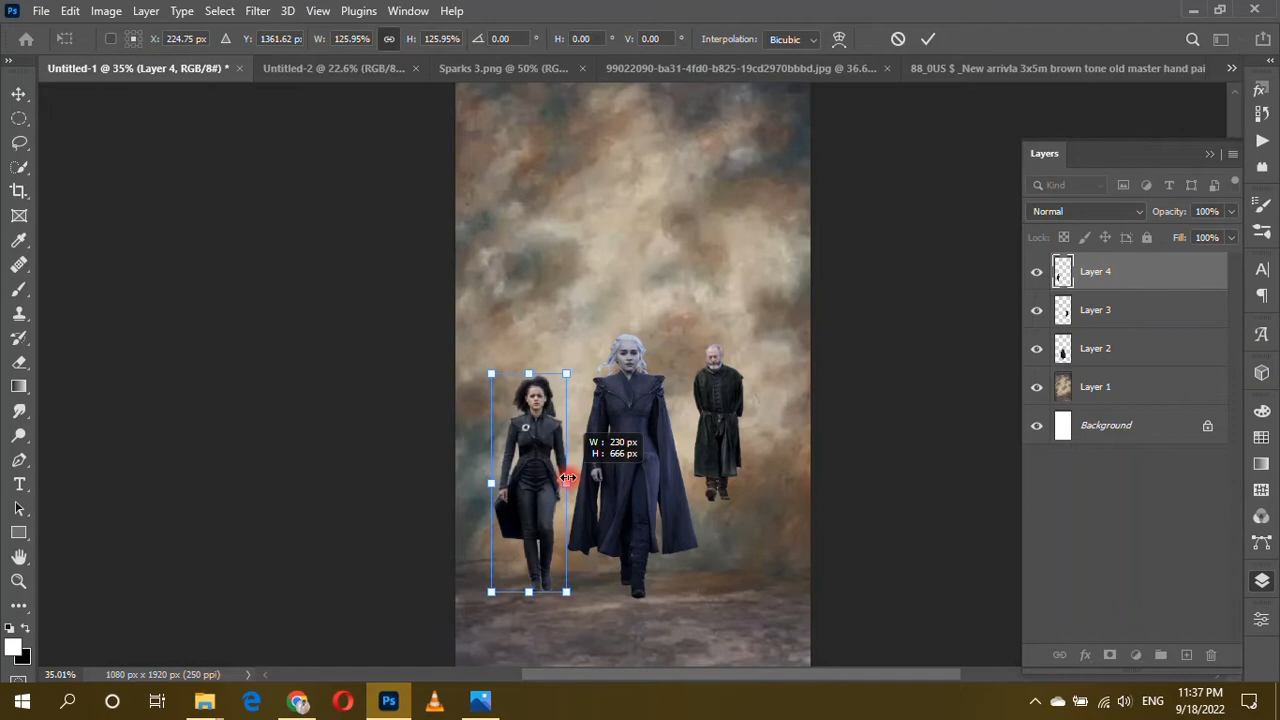 Ps File Edit Image Layer Type Select Filter 3D View Plugins Window Help
X: 224.75 px Y: 1361.62 px W: 125.95% H: 125.95% 0.00 ° H: 0.00 ° V: 0.00 ° Interpolation: Bicubic
Untitled-1 @ 35% (Layer 4, RGB/8#) * × Untitled-2 @ 22.6% (RGB/8... × Sparks 3.png @ 50% (RG... × 99022090-ba31-4fd0-b825-19cd2970bbbd.jpg @ 36.6... × 88_0US $ _New arrivla 3x5m brown tone old master hand pai
Layers
Kind
Normal Opacity: 100%
Lock: Fill: 100%
Layer 4
Layer 3
Layer 2
Layer 1
Background
W : 230 px
H : 666 px
35.01% 1080 px x 1920 px (250 ppi)
Ps ENG 11:37 PM
9/18/2022